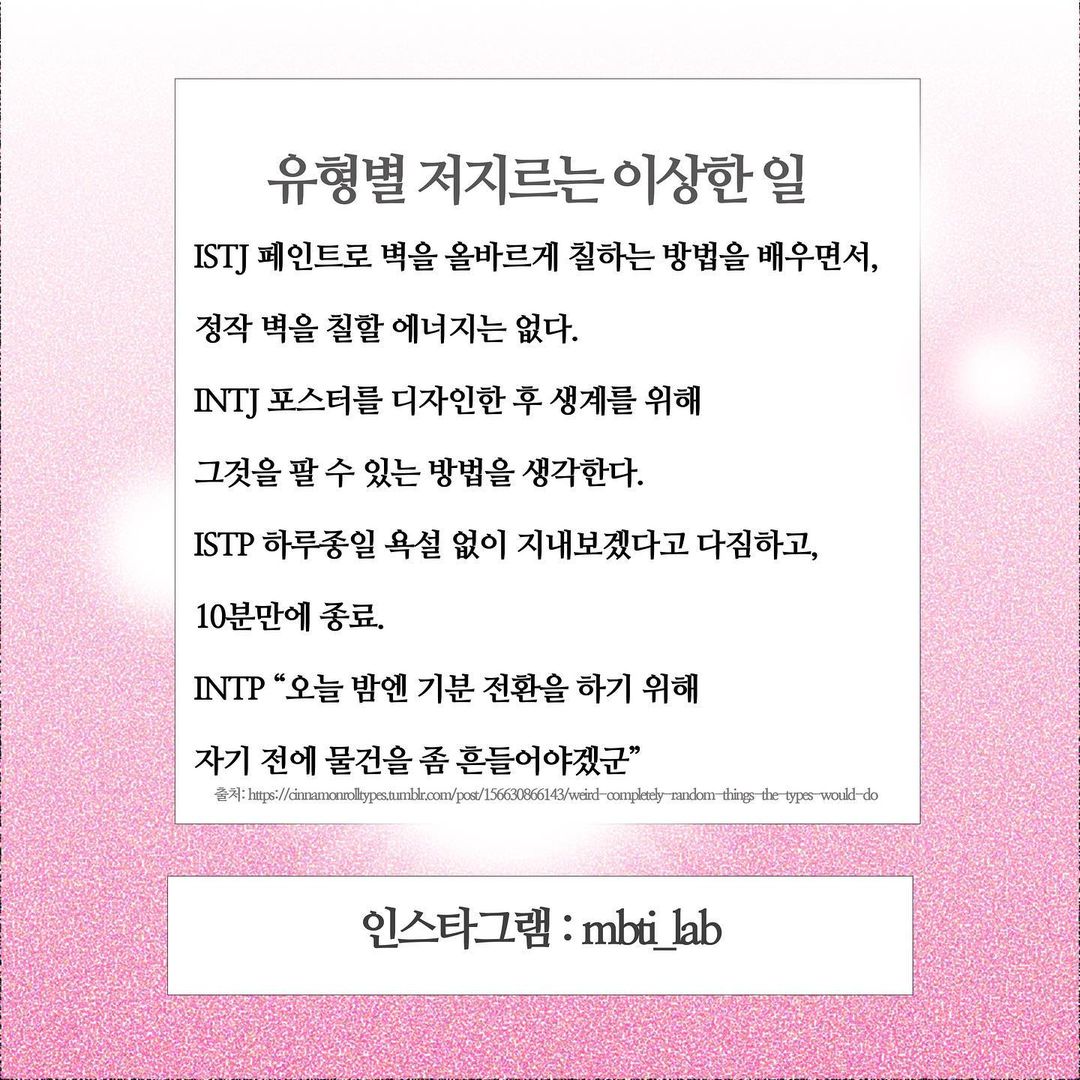 유형별 저지르는 이상한 일
ISTJ 페인트로 벽을 올바르게 칠하는 방법을 배우면서,
정작 벽을 칠할 에너지는 없다.
INTJ 포스터를 디자인한 후 생계를 위해
그것을 팔 수 있는 방법을 생각한다.
ISTP 하루종일 욕설 없이 지내보겠다고 다짐하고,
10분만에 종료.
INTP “오늘 밤엔 기분 전환을 하기 위해
자기 전에 물건을 좀 흔들어야겠군”
출처: https://cinnamonrolltypes.tumblr.com/post/156630866143/weird-completely-random-things-the-types-would-do
인스타그램 : mbti_lab